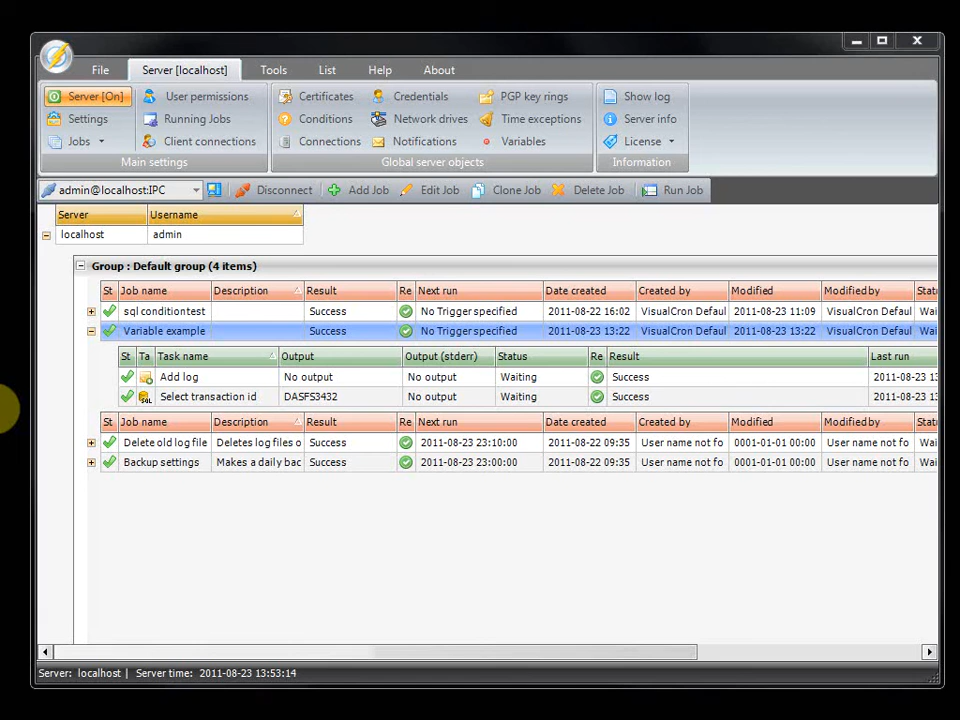 File Server [localhost] Tools List Help About
Server [On] User permissions Certificates Credentials PGP key rings Show log
Settings Running Jobs Conditions Network drives Time exceptions Server info
Jobs Client connections Connections Notifications Variables License
Main settings Global server objects Information
admin@localhost:IPC Disconnect Add Job Edit Job Clone Job Delete Job Run Job
Server Username
localhost admin
Group : Default group (4 items)
St Job name Description Result Re Next run Date created Created by Modified Modified by Statu
sql condition test Success No Trigger specified 2011-08-22 16:02 VisualCron Defaul 2011-08-23 11:09 VisualCron Defaul Wai
Variable example Success No Trigger specified 2011-08-23 13:22 VisualCron Defaul 2011-08-23 13:22 VisualCron Defaul Wai
St Ta Task name Output Output (stderr) Status Re Result Last run
Add log No output No output Waiting Success 2011-08-23 13:
Select transaction id DASFS3432 No output Waiting Success 2011-08-23 13:
St Job name Description Result Re Next run Date created Created by Modified Modified by Statu
Delete old log file Deletes log files o Success 2011-08-23 23:10:00 2011-08-22 09:35 User name not fo 0001-01-01 00:00 User name not fo Wai
Backup settings Makes a daily bac Success 2011-08-23 23:00:00 2011-08-22 09:35 User name not fo 0001-01-01 00:00 User name not fo Wai
Server: localhost | Server time: 2011-08-23 13:53:14